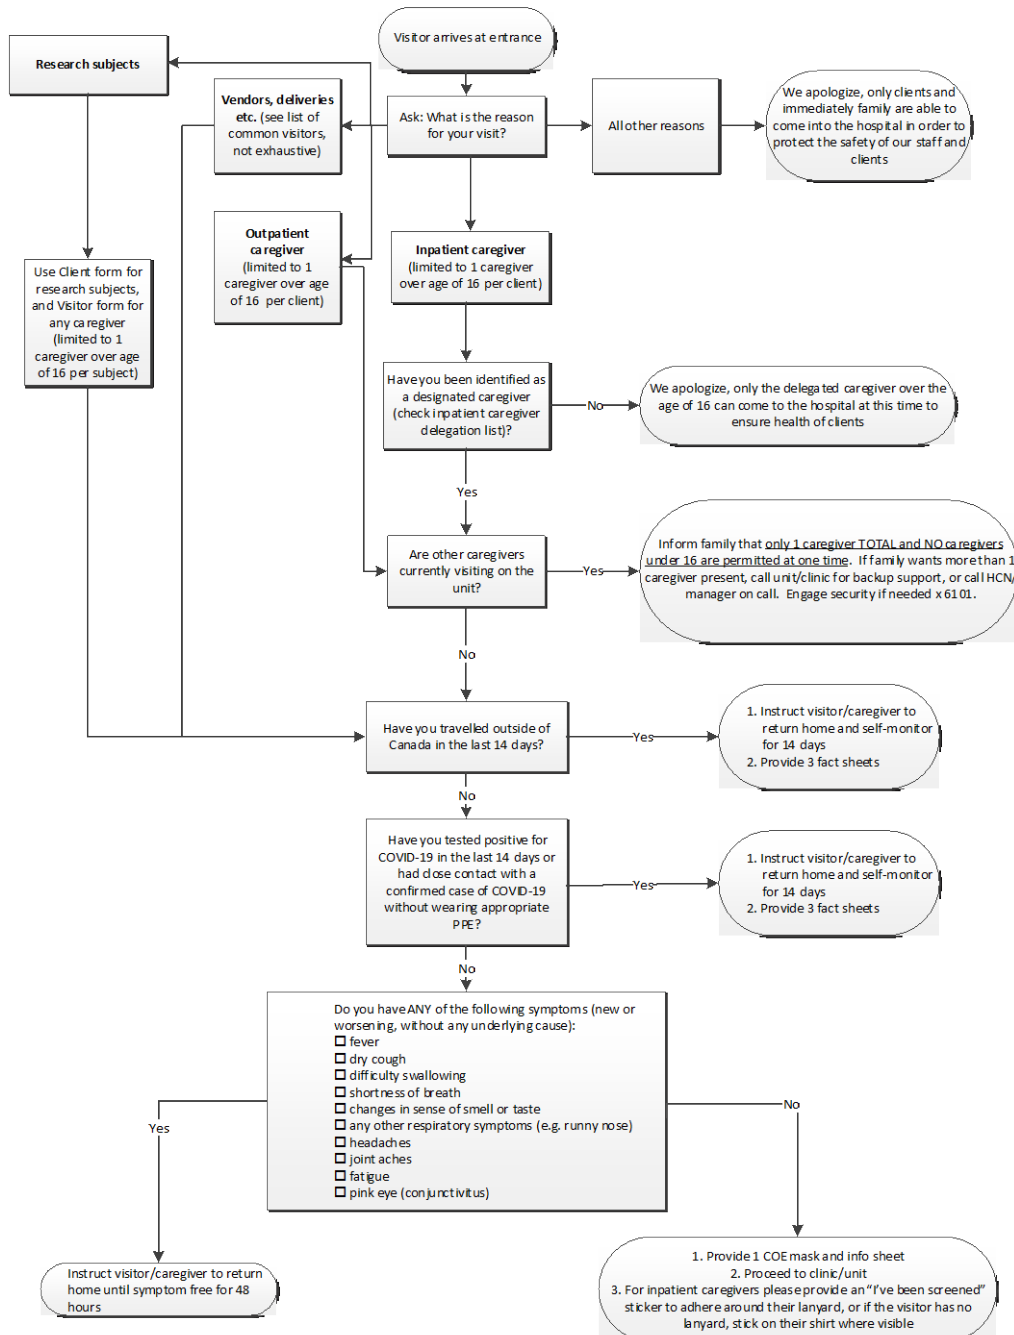 Visitor arrives at entrance
Research subjects
Vendors, deliveries
etc. (see list of
common visitors,
not exhaustive)
Ask: What is the reason
for your visit?
All other reasons
We apologize, only clients and
immediately family are able to
come into the hospital in order to
protect the safety of our staff and
clients
Outpatient
caregiver
(limited to 1
caregiver over age
of 16 per client)
Inpatient caregiver
(limited to 1 caregiver
over age of 16 per client)
Use Client form for
research subjects,
and Visitor form for
any caregiver
(limited to 1
caregiver over age
of 16 per subject)
Have you been identified as
a designated caregiver
(check inpatient caregiver
delegation list)?
No
We apologize, only the delegated caregiver over the
age of 16 can come to the hospital at this time to
ensure health of clients
Yes
Are other caregivers
currently visiting on the
unit?
Yes
Inform family that only 1 caregiver TOTAL and NO caregivers
under 16 are permitted at one time. If family wants more than 1
caregiver present, call unit/clinic for backup support, or call HCN/
manager on call. Engage security if needed x6101.
No
Have you travelled outside of
Canada in the last 14 days?
Yes
1. Instruct visitor/caregiver to
return home and self-monitor
for 14 days
2. Provide 3 fact sheets
No
Have you tested positive for
COVID-19 in the last 14 days or
had close contact with a
confirmed case of COVID-19
without wearing appropriate
PPE?
Yes
1. Instruct visitor/caregiver to
return home and self-monitor
for 14 days
2. Provide 3 fact sheets
No
Do you have ANY of the following symptoms (new or
worsening, without any underlying cause):
☐ fever
☐ dry cough
☐ difficulty swallowing
☐ shortness of breath
☐ changes in sense of smell or taste
☐ any other respiratory symptoms (e.g. runny nose)
☐ headaches
☐ joint aches
☐ fatigue
☐ pink eye (conjunctivitus)
Yes
No
Instruct visitor/caregiver to return
home until symptom free for 48
hours
1. Provide 1 COE mask and info sheet
2. Proceed to clinic/unit
3. For inpatient caregivers please provide an “I’ve been screened”
sticker to adhere around their lanyard, or if the visitor has no
lanyard, stick on their shirt where visible